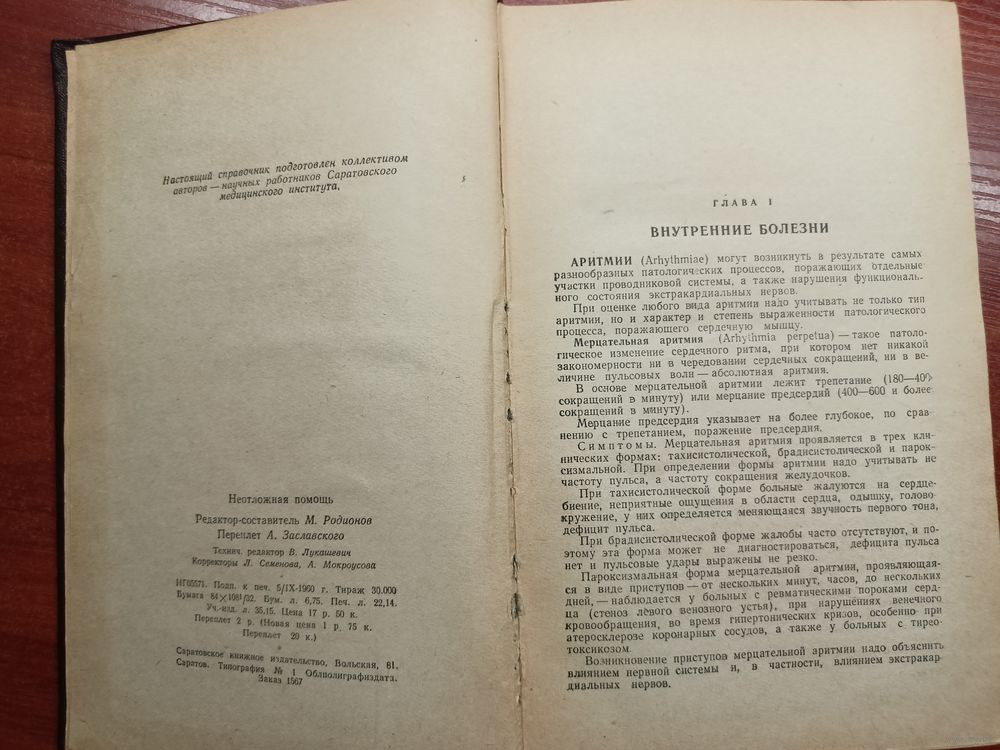 Настоящий справочник подготовлен коллективом
авторов — научных работников Саратовского
медицинского института.
Неотложная помощь
Редактор-составитель М. Родионов
Переплет А. Заславского
Технич. редактор В. Лукашевич
Корректоры Л. Семенова, А. Мокроусова
НГ05571. Подп. к печ. 5/IX-1960 г. Тираж 30.000
Бумага 84×108¹/32. Бум. л. 6,75. Печ. л. 22,14.
Уч.-изд. л. 35,15. Цена 17 р. 50 к.
Переплет 2 р. (Новая цена 1 р. 75 к.
Переплет 20 к.)
Саратовское книжное издательство, Вольская, 81.
Саратов. Типография № 1 Облполиграфиздата.
Заказ 1567
ГЛАВА I
ВНУТРЕННИЕ БОЛЕЗНИ
АРИТМИИ (Arhythmiae) могут возникнуть в результате самых
разнообразных патологических процессов, поражающих отдельные
участки проводниковой системы, а также нарушения функциональ-
ного состояния экстракардиальных нервов.
При оценке любого вида аритмии надо учитывать не только тип
аритмии, но и характер и степень выраженности патологического
процесса, поражающего сердечную мышцу.
Мерцательная аритмия (Arhythmia perpetua) — такое патоло-
гическое изменение сердечного ритма, при котором нет никакой
закономерности ни в чередовании сердечных сокращений, ни в ве-
личине пульсовых волн — абсолютная аритмия.
В основе мерцательной аритмии лежит трепетание (180—400
сокращений в минуту) или мерцание предсердий (400—600 и более
сокращений в минуту).
Мерцание предсердия указывает на более глубокое, по срав-
нению с трепетанием, поражение предсердия.
Симптомы. Мерцательная аритмия проявляется в трех кли-
нических формах: тахисистолической, брадисистолической и парок-
сизмальной. При определении формы аритмии надо учитывать не
частоту пульса, а частоту сокращения желудочков.
При тахисистолической форме больные жалуются на сердце-
биение, неприятные ощущения в области сердца, одышку, голово-
кружение, у них определяется меняющаяся звучность первого тона,
дефицит пульса.
При брадисистолической форме жалобы часто отсутствуют, и по-
этому эта форма может не диагностироваться, дефицита пульса
нет и пульсовые удары выражены не резко.
Пароксизмальная форма мерцательной аритмии, проявляющая-
ся в виде приступов — от нескольких минут, часов, до нескольких
дней, — наблюдается у больных с ревматическими пороками серд-
ца (стеноз левого венозного устья), при нарушениях венечного
кровообращения, во время гипертонических кризов, особенно при
атеросклерозе коронарных сосудов, а также у больных с тирео-
токсикозом.
Возникновение приступов мерцательной аритмии надо объяснить
влиянием нервной системы и, в частности, влиянием экстракар-
диальных нервов.